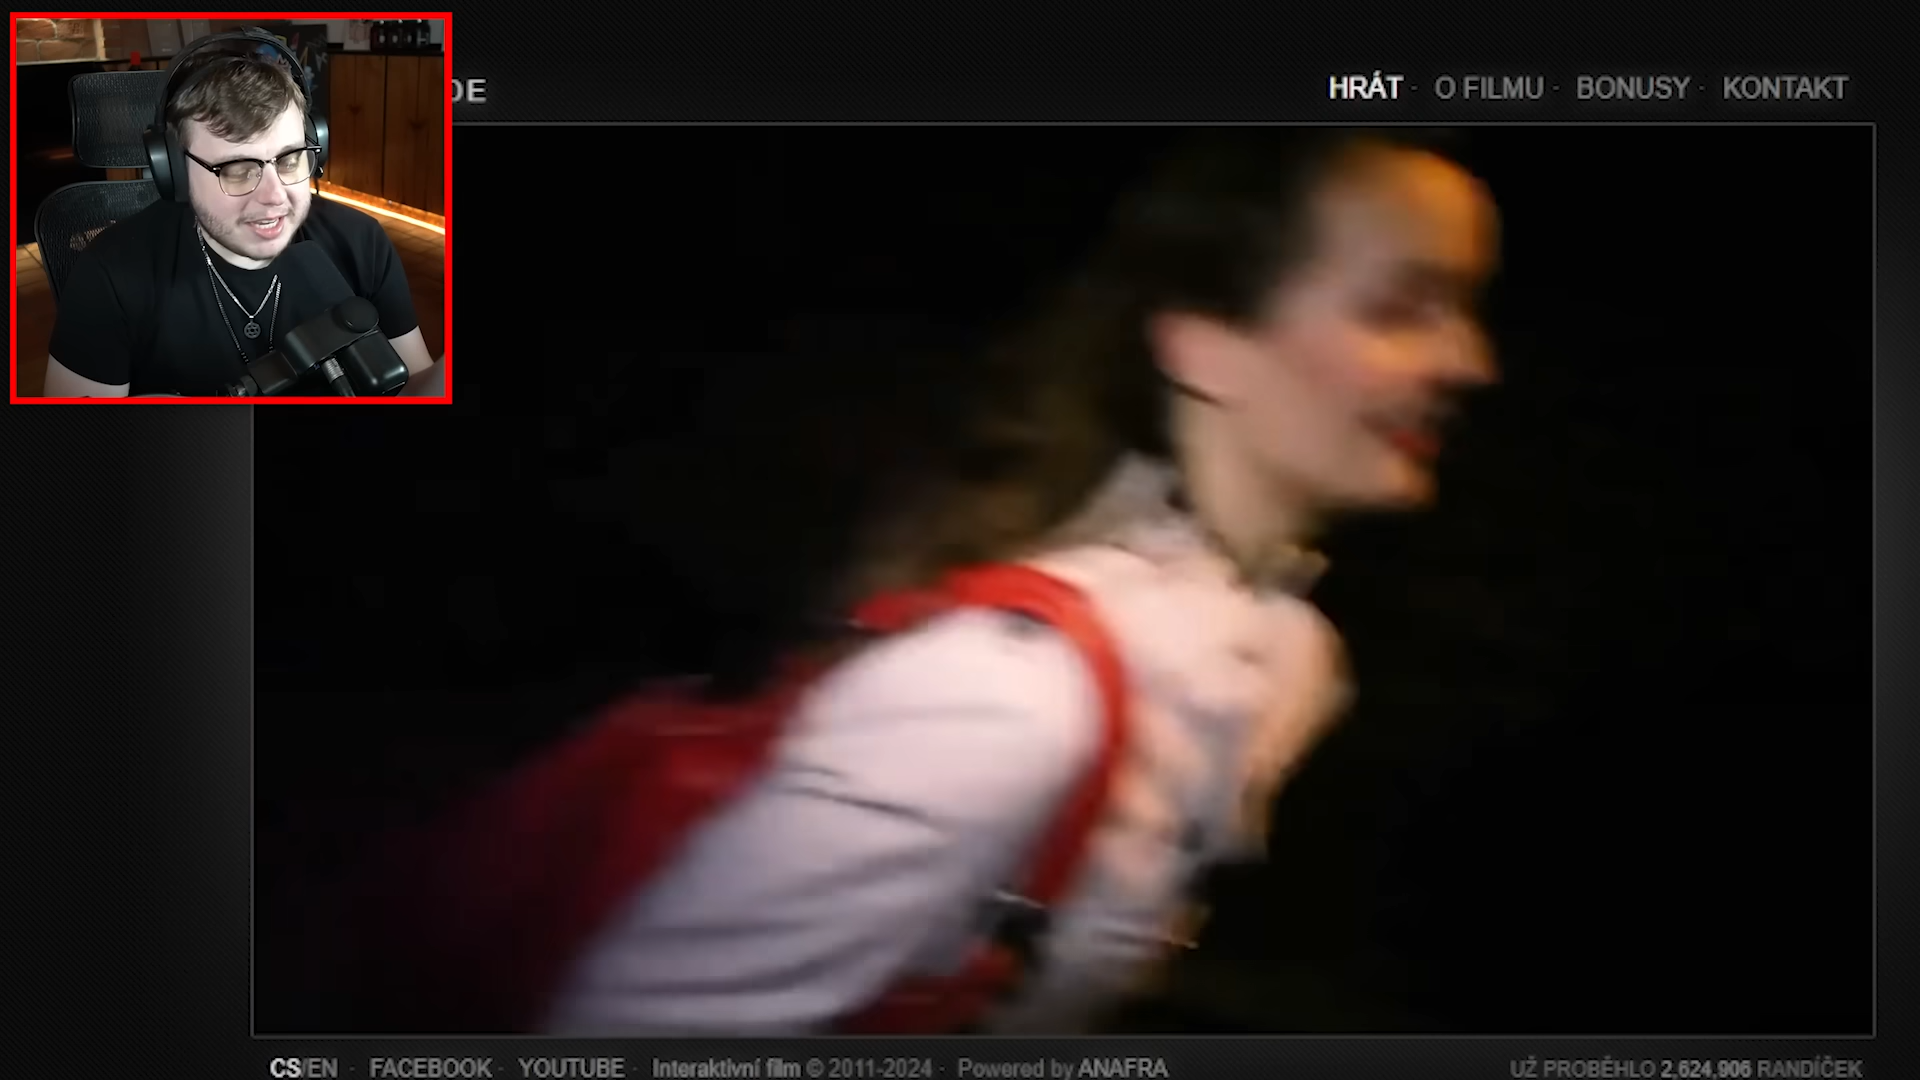 DE
HRÁT · O FILMU · BONUSY · KONTAKT
CS/EN · FACEBOOK · YOUTUBE · Interaktivní film © 2011-2024 · Powered by ANAFRA
UŽ PROBĚHLO 2,624,906 RANDÍČEK